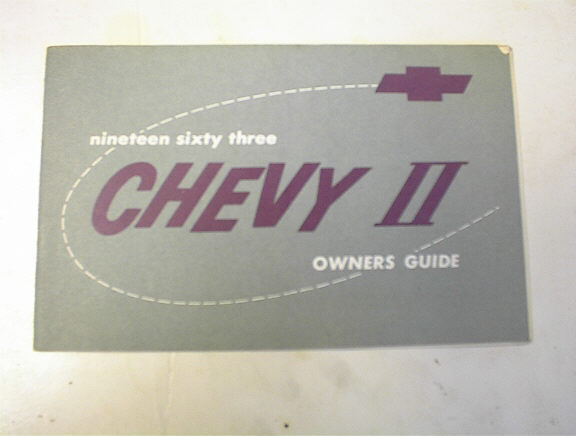 nineteen sixty three
CHEVY II
OWNERS GUIDE